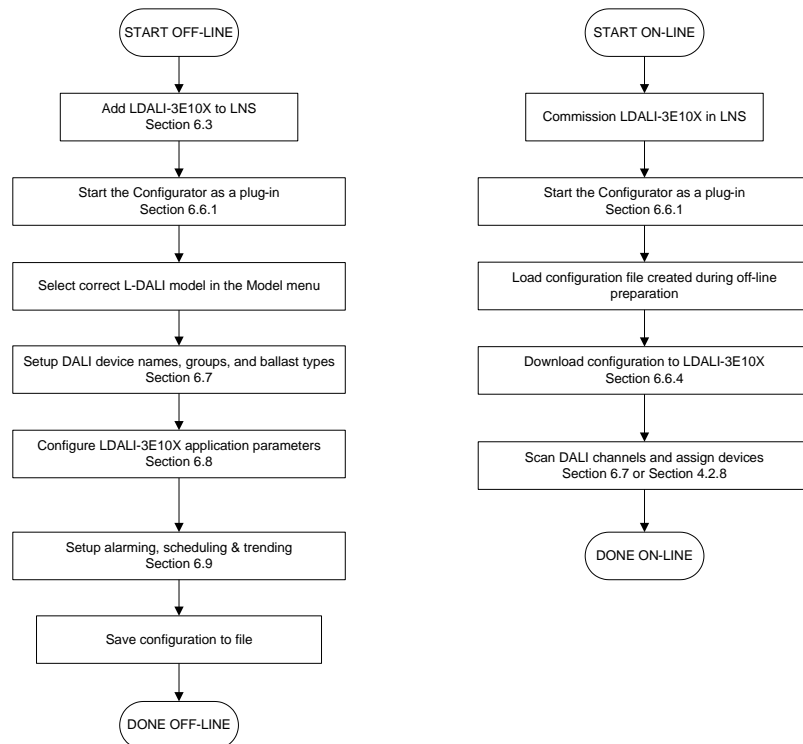 START OFF-LINE
Add LDALI-3E10X to LNS
Section 6.3
Start the Configurator as a plug-in
Section 6.6.1
Select correct L-DALI model in the Model menu
Setup DALI device names, groups, and ballast types
Section 6.7
Configure LDALI-3E10X application parameters
Section 6.8
Setup alarming, scheduling & trending
Section 6.9
Save configuration to file
DONE OFF-LINE
START ON-LINE
Commission LDALI-3E10X in LNS
Start the Configurator as a plug-in
Section 6.6.1
Load configuration file created during off-line
preparation
Download configuration to LDALI-3E10X
Section 6.6.4
Scan DALI channels and assign devices
Section 6.7 or Section 4.2.8
DONE ON-LINE